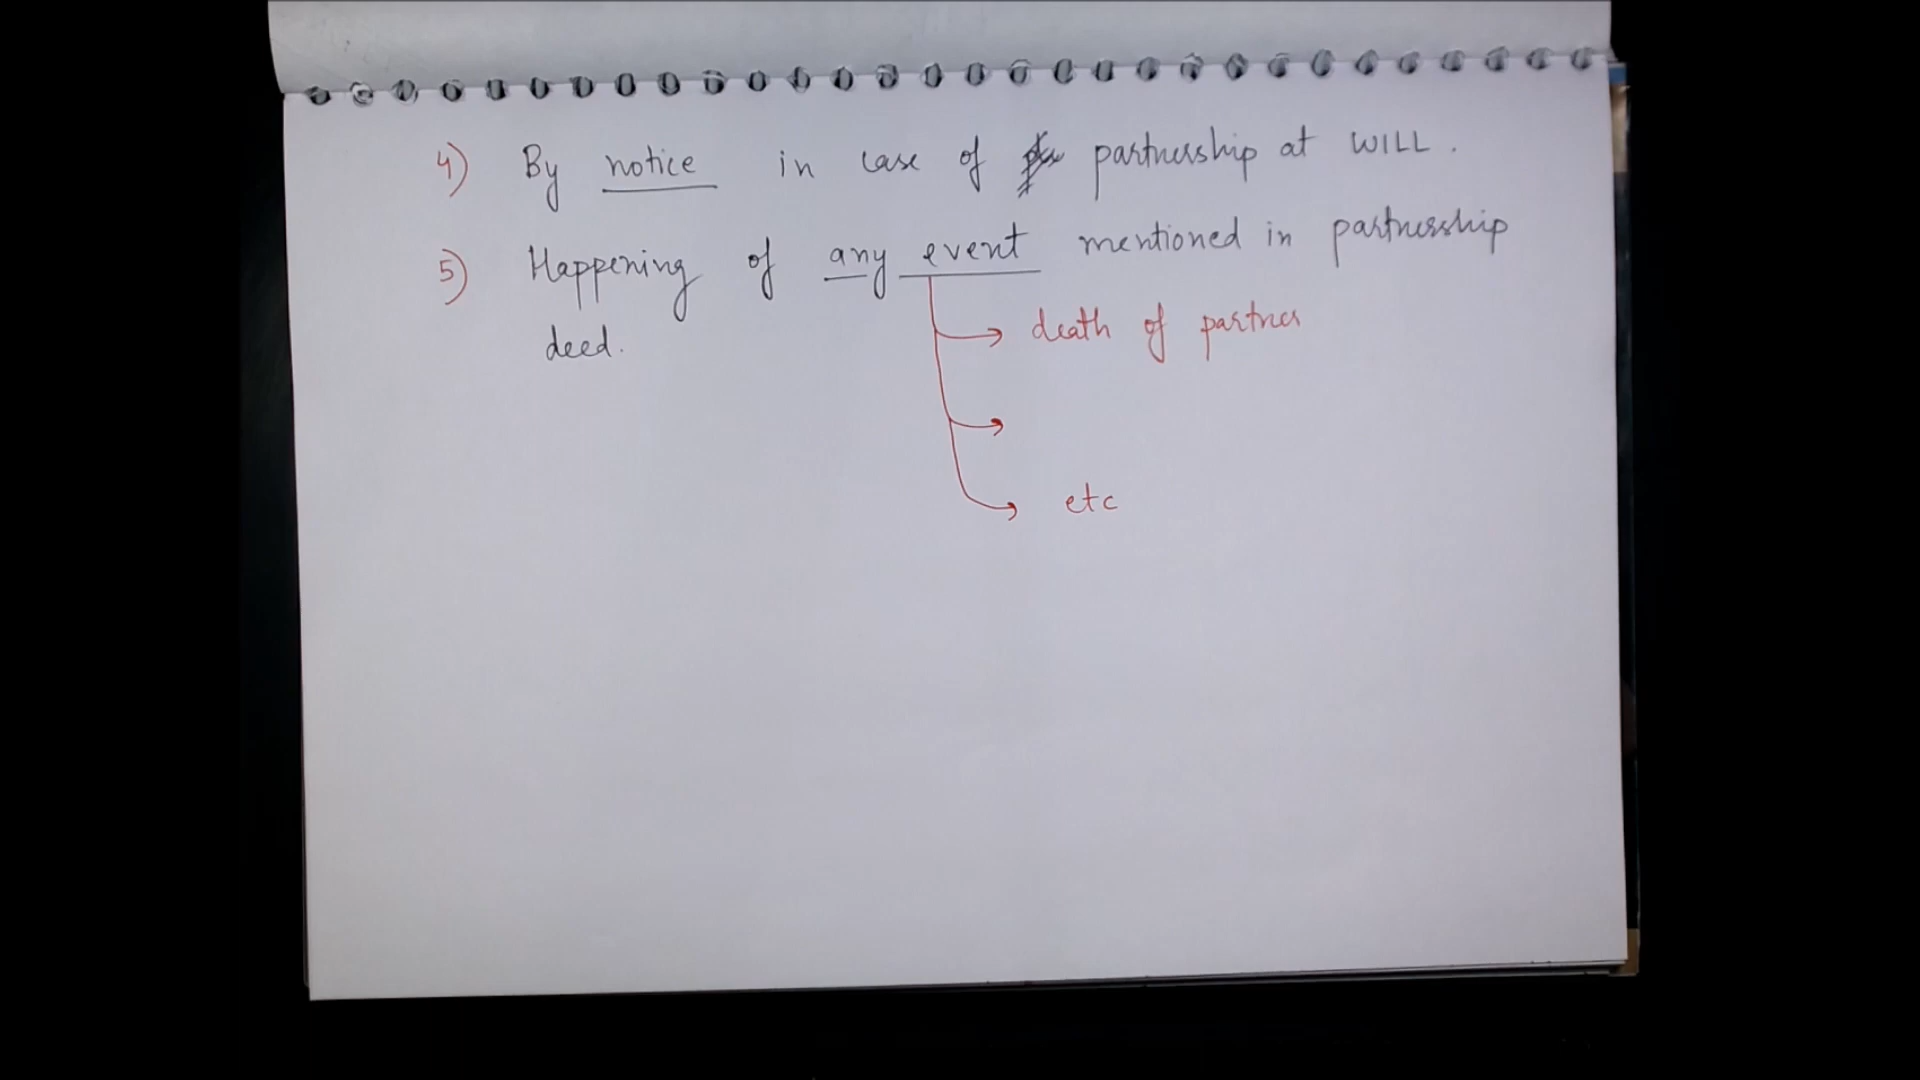 4) By notice in case of partnership at WILL.
5) Happening of any event mentioned in partnership
deed.
death of partner
etc